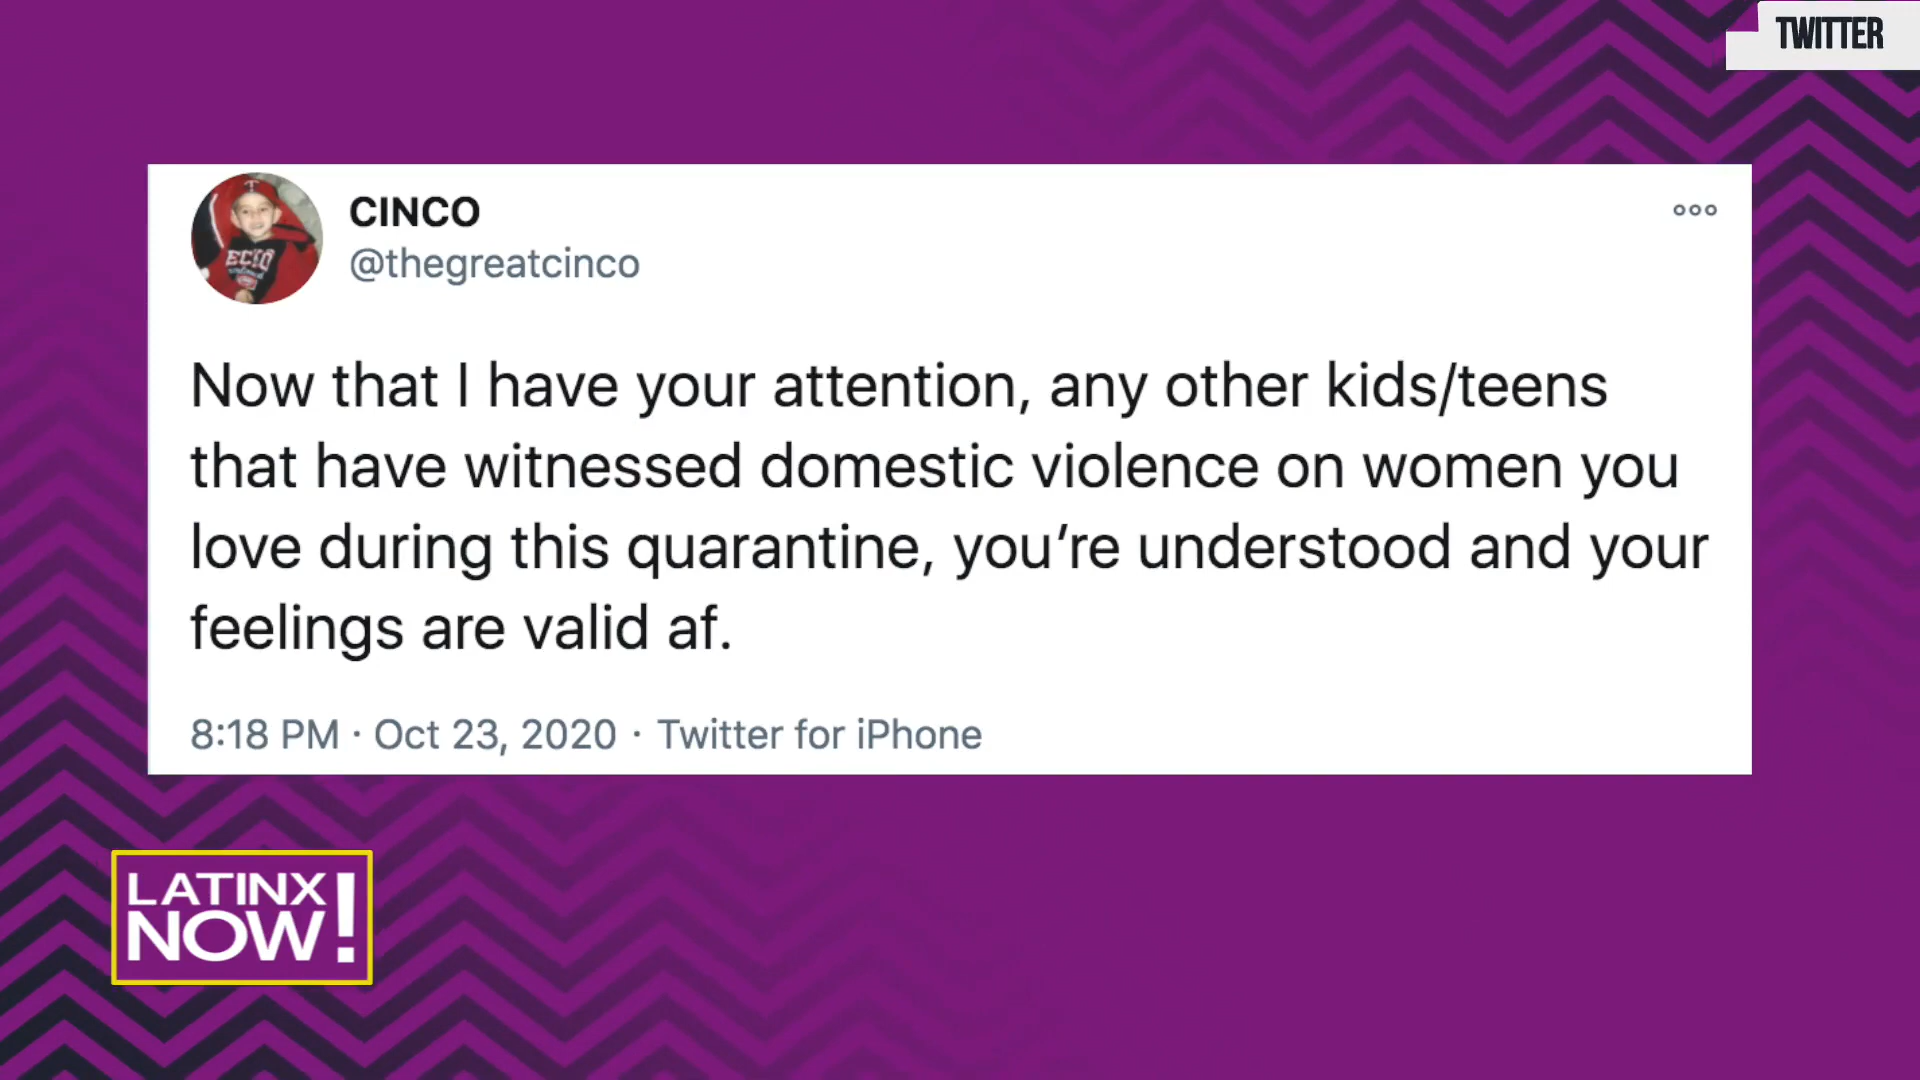 TWITTER
CINCO
@thegreatcinco
Now that I have your attention, any other kids/teens
that have witnessed domestic violence on women you
love during this quarantine, you’re understood and your
feelings are valid af.
8:18 PM · Oct 23, 2020 · Twitter for iPhone
LATINX
NOW!
T
ECKO